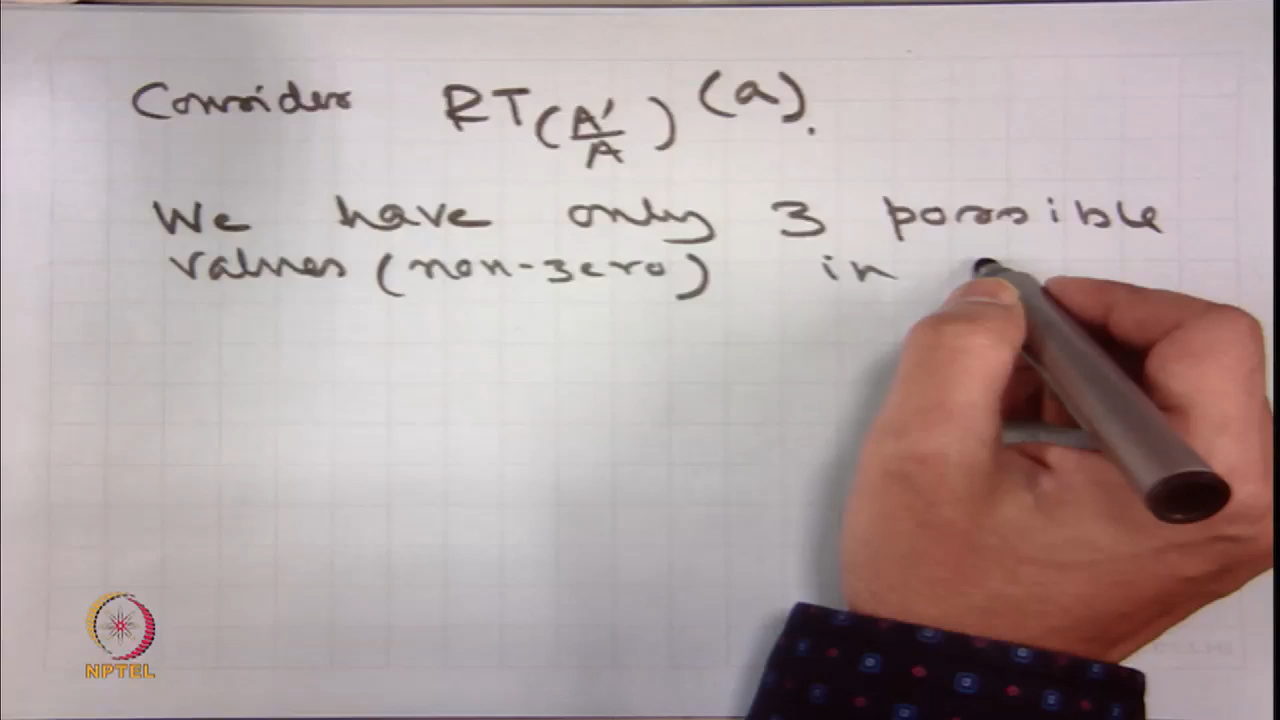 Consider RT(A'/A) (a).
We have only 3 possible
values (non-zero) in
NPTEL